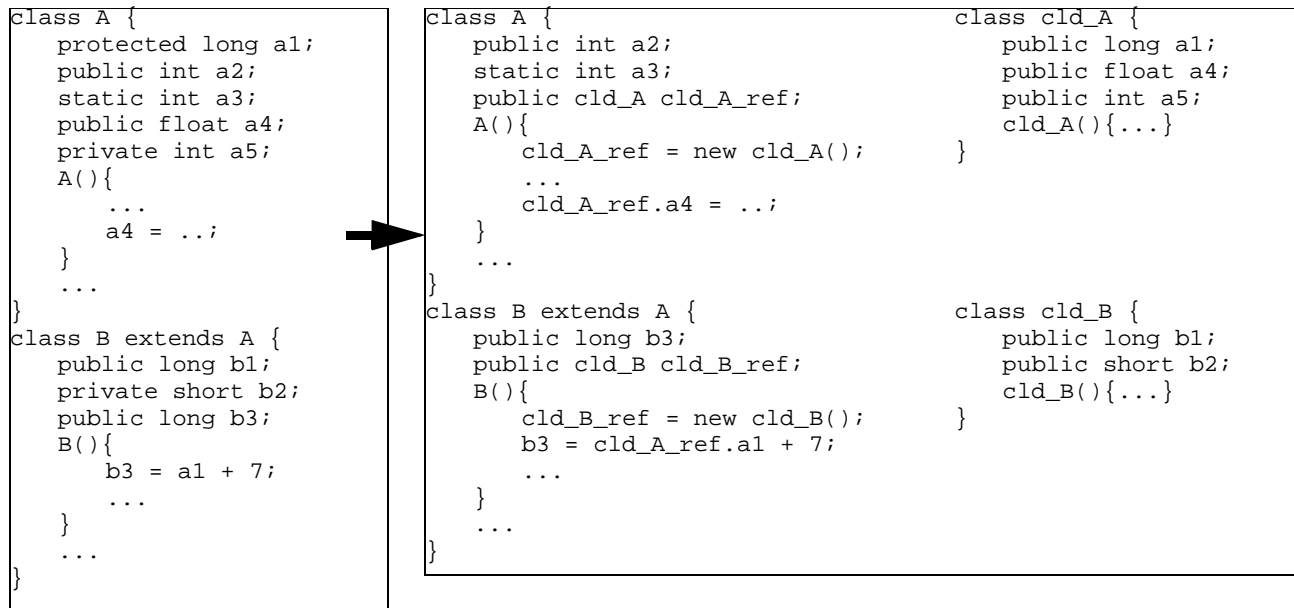 class A {
protected long a1;
public int a2;
static int a3;
public float a4;
private int a5;
A(){
...
a4 = ..;
}
...
}
class B extends A {
public long b1;
private short b2;
public long b3;
B(){
b3 = a1 + 7;
...
}
...
}
class A {
public int a2;
static int a3;
public cld_A cld_A_ref;
A(){
cld_A_ref = new cld_A();
...
cld_A_ref.a4 = ..;
}
...
}
class B extends A {
public long b3;
public cld_B cld_B_ref;
B(){
cld_B_ref = new cld_B();
b3 = cld_A_ref.a1 + 7;
...
}
...
}
class cld_A {
public long a1;
public float a4;
public int a5;
cld_A(){...}
}
class cld_B {
public long b1;
public short b2;
cld_B(){...}
}